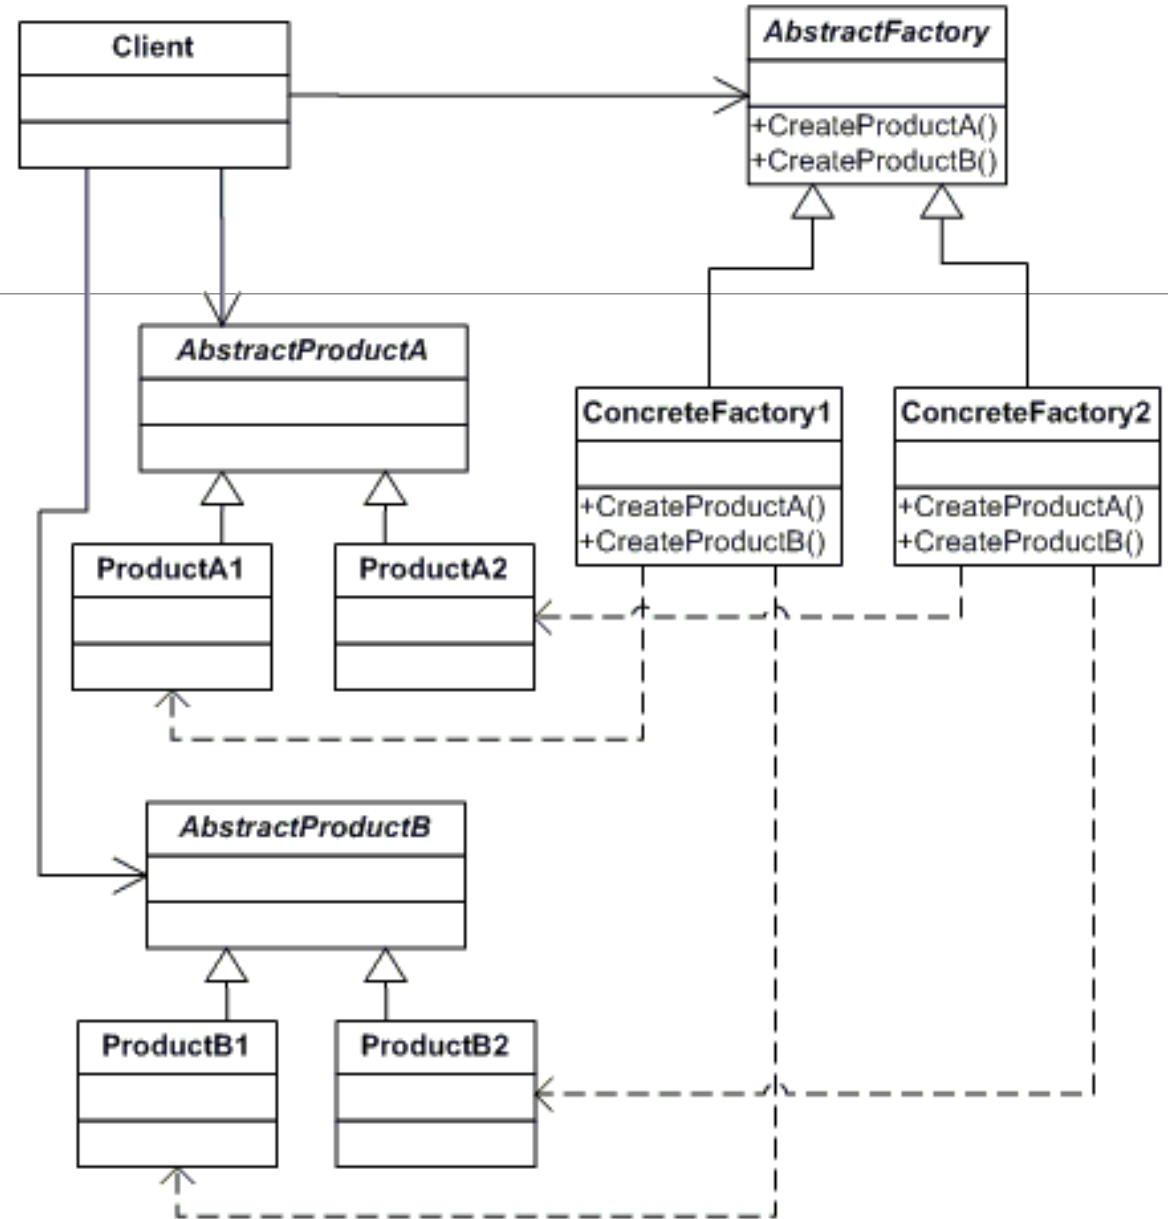 Client
AbstractFactory
+CreateProductA()
+CreateProductB()
AbstractProductA
ConcreteFactory1
+CreateProductA()
+CreateProductB()
ConcreteFactory2
+CreateProductA()
+CreateProductB()
ProductA1
ProductA2
AbstractProductB
ProductB1
ProductB2